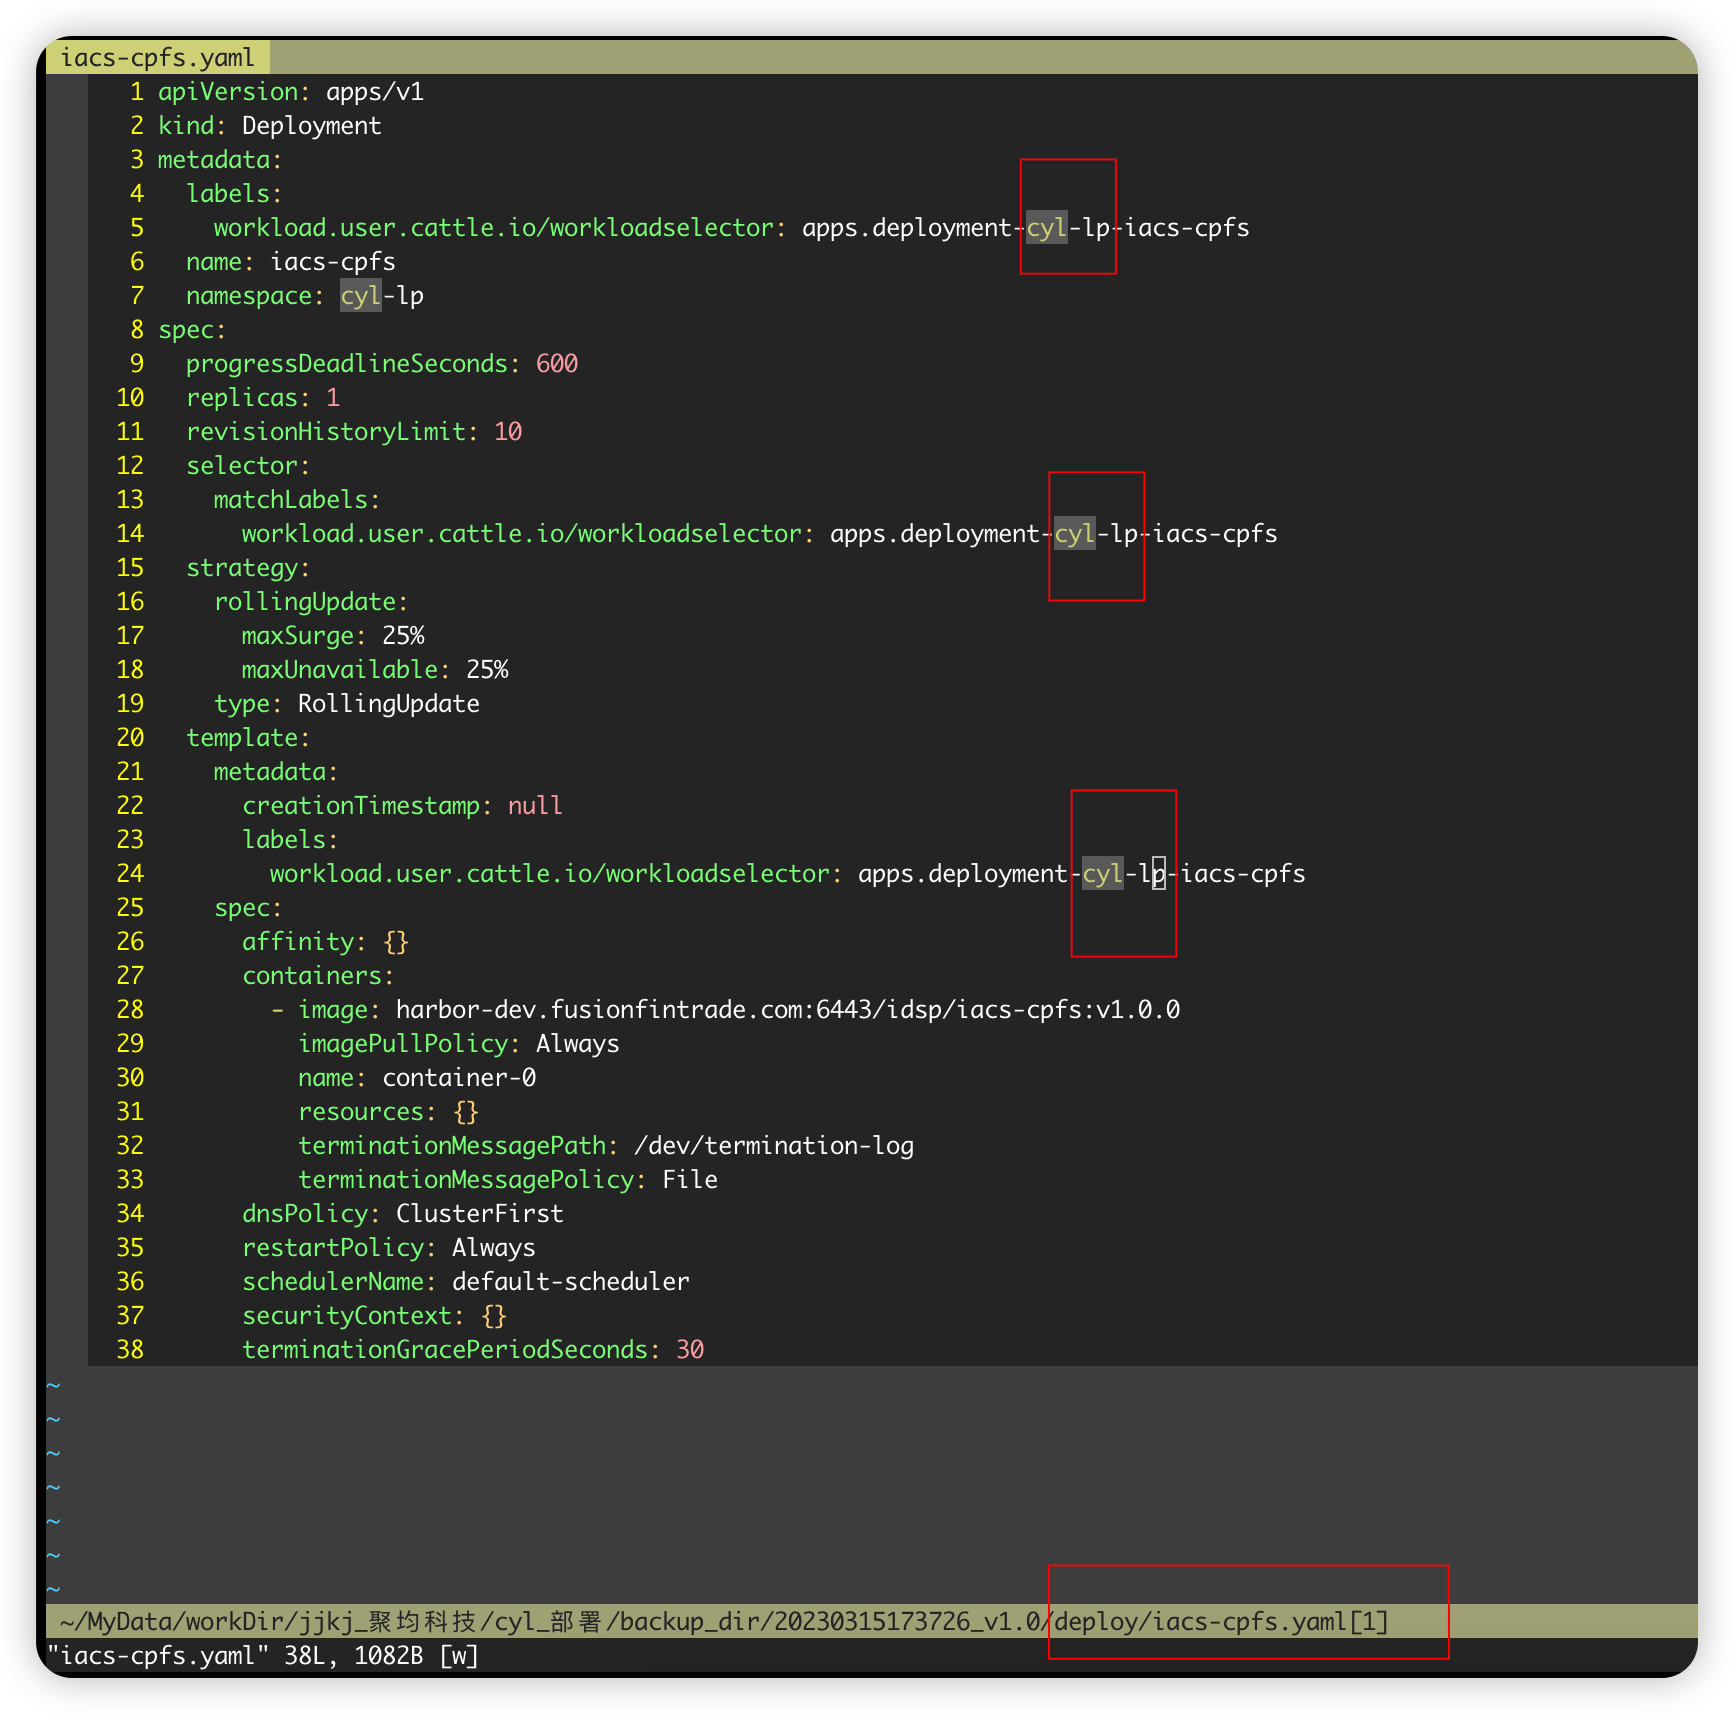 iacs-cpfs.yaml
1 apiVersion: apps/v1
2 kind: Deployment
3 metadata:
4   labels:
5     workload.user.cattle.io/workloadselector: apps.deployment-cyl-lp-iacs-cpfs
6   name: iacs-cpfs
7   namespace: cyl-lp
8 spec:
9   progressDeadlineSeconds: 600
10   replicas: 1
11   revisionHistoryLimit: 10
12   selector:
13     matchLabels:
14       workload.user.cattle.io/workloadselector: apps.deployment-cyl-lp-iacs-cpfs
15   strategy:
16     rollingUpdate:
17       maxSurge: 25%
18       maxUnavailable: 25%
19     type: RollingUpdate
20   template:
21     metadata:
22       creationTimestamp: null
23       labels:
24         workload.user.cattle.io/workloadselector: apps.deployment-cyl-lp-iacs-cpfs
25     spec:
26       affinity: {}
27       containers:
28         - image: harbor-dev.fusionfintrade.com:6443/idsp/iacs-cpfs:v1.0.0
29           imagePullPolicy: Always
30           name: container-0
31           resources: {}
32           terminationMessagePath: /dev/termination-log
33           terminationMessagePolicy: File
34       dnsPolicy: ClusterFirst
35       restartPolicy: Always
36       schedulerName: default-scheduler
37       securityContext: {}
38       terminationGracePeriodSeconds: 30
~
~
~
~
~
~
~
~/MyData/workDir/jjkj_聚均科技/cyl_部署/backup_dir/20230315173726_v1.0/deploy/iacs-cpfs.yaml[1]
"iacs-cpfs.yaml" 38L, 1082B [w]